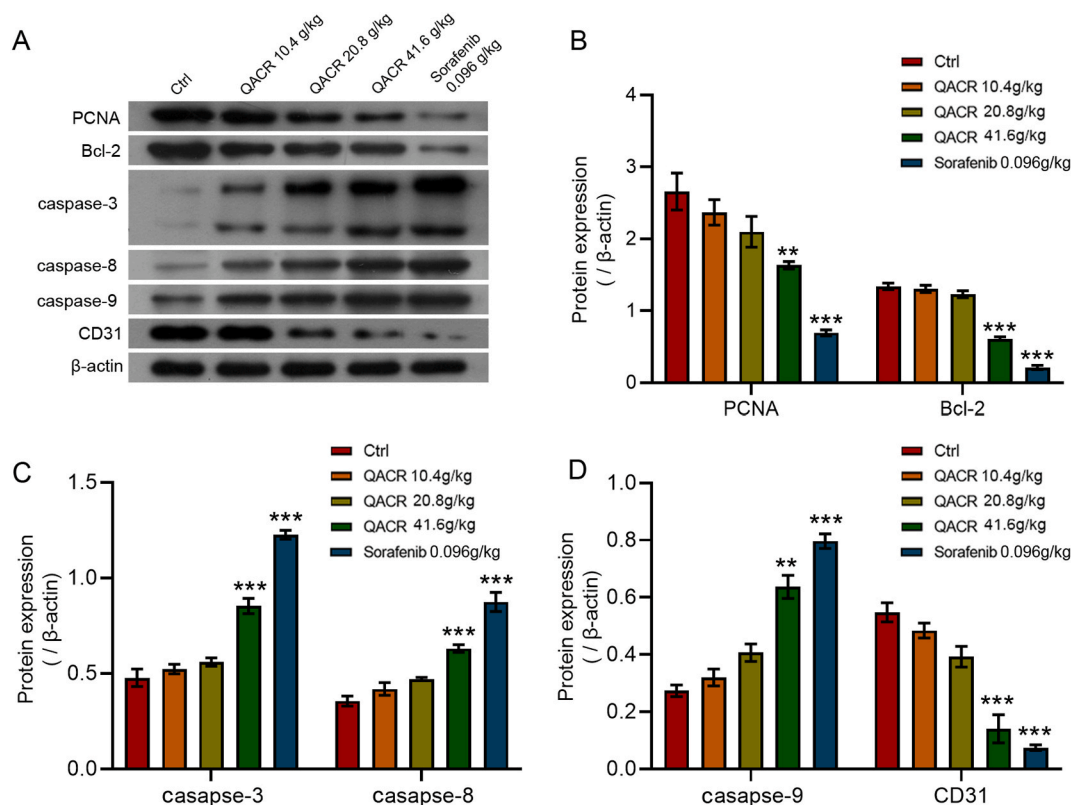 A
Ctrl
QACR 10.4 g/kg
QACR 20.8 g/kg
QACR 41.6 g/kg
Sorafenib
0.096 g/kg
PCNA
Bcl-2
caspase-3
caspase-8
caspase-9
CD31
β-actin
B
Ctrl
QACR 10.4g/kg
QACR 20.8g/kg
QACR 41.6g/kg
Sorafenib 0.096g/kg
Protein expression
( / β-actin)
4
3
2
1
0
**
***
***
***
PCNA
Bcl-2
C
Ctrl
QACR 10.4g/kg
QACR 20.8g/kg
QACR 41.6g/kg
Sorafenib 0.096g/kg
Protein expression
( / β-actin)
1.5
1.0
0.5
0.0
***
***
***
***
casapse-3
casapse-8
D
Ctrl
QACR 10.4g/kg
QACR 20.8g/kg
QACR 41.6g/kg
Sorafenib 0.096g/kg
Protein expression
( / β-actin)
1.0
0.8
0.6
0.4
0.2
0.0
**
***
***
***
casapse-9
CD31